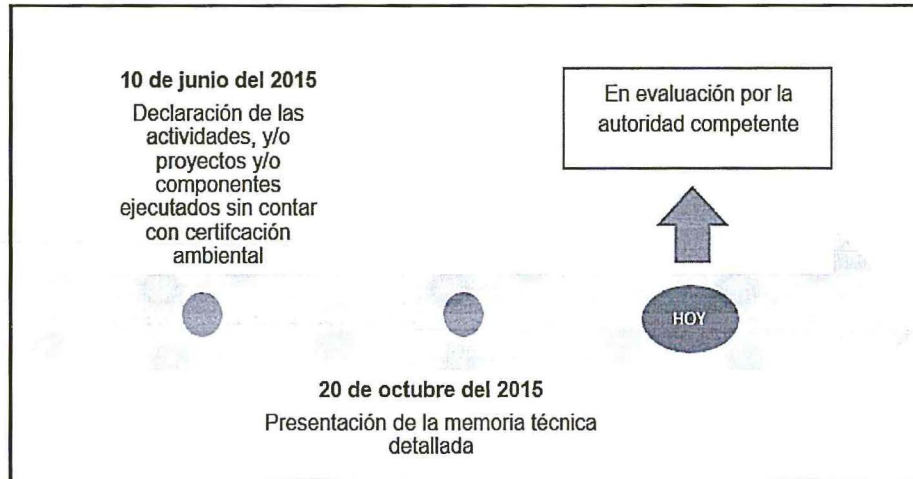 10 de junio del 2015
Declaración de las
actividades, y/o
proyectos y/o
componentes
ejecutados sin contar
con certifcación
ambiental
En evaluación por la
autoridad competente
HOY
20 de octubre del 2015
Presentación de la memoria técnica
detallada